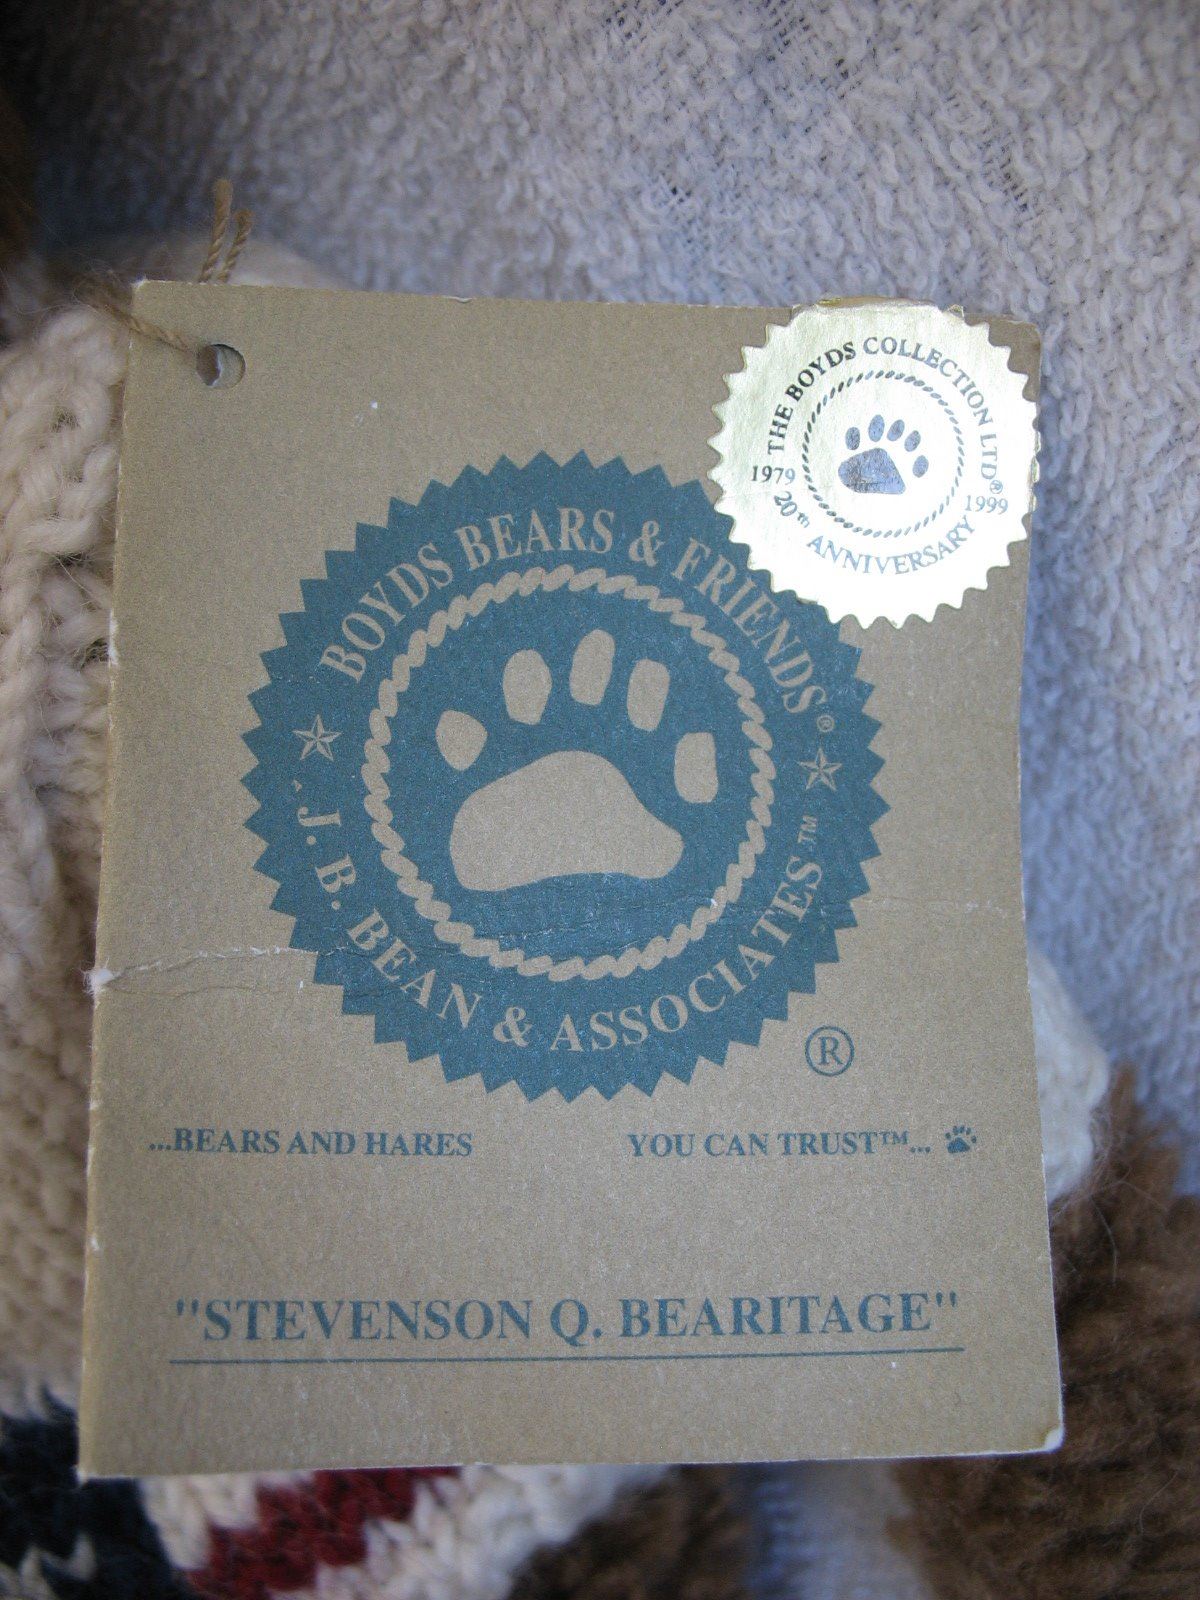 THE BOYDS COLLECTION LTD®
1979 1999
20TH ANNIVERSARY
BOYDS BEARS & FRIENDS®
J. B. BEAN & ASSOCIATES™
®
...BEARS AND HARES YOU CAN TRUST™...
"STEVENSON Q. BEARITAGE"